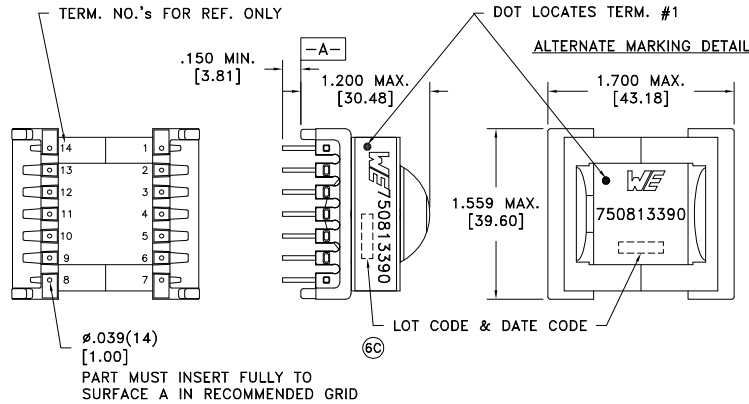 TERM. NO.'s FOR REF. ONLY
DOT LOCATES TERM. #1
ALTERNATE MARKING DETAIL
-A-
.150 MIN.
[3.81]
1.200 MAX.
[30.48]
1.700 MAX.
[43.18]
14 1
13 2
12 3
11 4
10 5
9 6
8 7
WE 750813390
1.559 MAX.
[39.60]
WE
750813390
LOT CODE & DATE CODE
6C
ø.039(14)
[1.00]
PART MUST INSERT FULLY TO
SURFACE A IN RECOMMENDED GRID